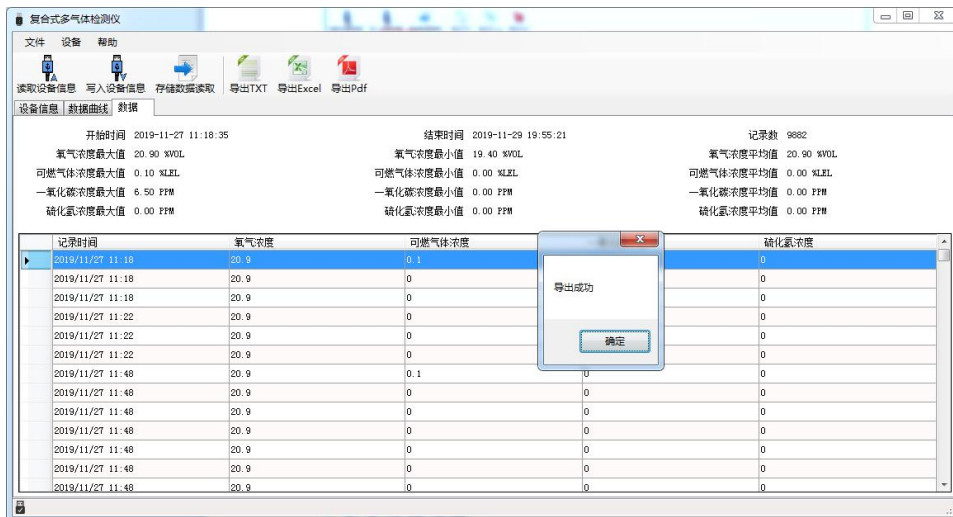 复合式多气体检测仪
文件 设备 帮助
读取设备信息 写入设备信息 存储数据读取 导出TXT 导出Excel 导出Pdf
设备信息 数据曲线 数据
开始时间 2019-11-27 11:18:35 结束时间 2019-11-29 19:55:21 记录数 9882
氧气浓度最大值 20.90 %VOL 氧气浓度最小值 19.40 %VOL 氧气浓度平均值 20.90 %VOL
可燃气体浓度最大值 0.10 %LEL 可燃气体浓度最小值 0.00 %LEL 可燃气体浓度平均值 0.00 %LEL
一氧化碳浓度最大值 6.50 PPM 一氧化碳浓度最小值 0.00 PPM 一氧化碳浓度平均值 0.00 PPM
硫化氢浓度最大值 0.00 PPM 硫化氢浓度最小值 0.00 PPM 硫化氢浓度平均值 0.00 PPM
记录时间 氧气浓度 可燃气体浓度 硫化氢浓度
2019/11/27 11:18 20.9 0.1 0
2019/11/27 11:18 20.9 0 0
2019/11/27 11:18 20.9 0 0
2019/11/27 11:22 20.9 0 0
2019/11/27 11:22 20.9 0 0
2019/11/27 11:22 20.9 0 0
2019/11/27 11:48 20.9 0.1 0 0
2019/11/27 11:48 20.9 0 0 0
2019/11/27 11:48 20.9 0 0 0
2019/11/27 11:48 20.9 0 0 0
2019/11/27 11:48 20.9 0 0 0
2019/11/27 11:48 20.9 0 0 0
2019/11/27 11:48 20.9 0 0 0
导出成功
确定